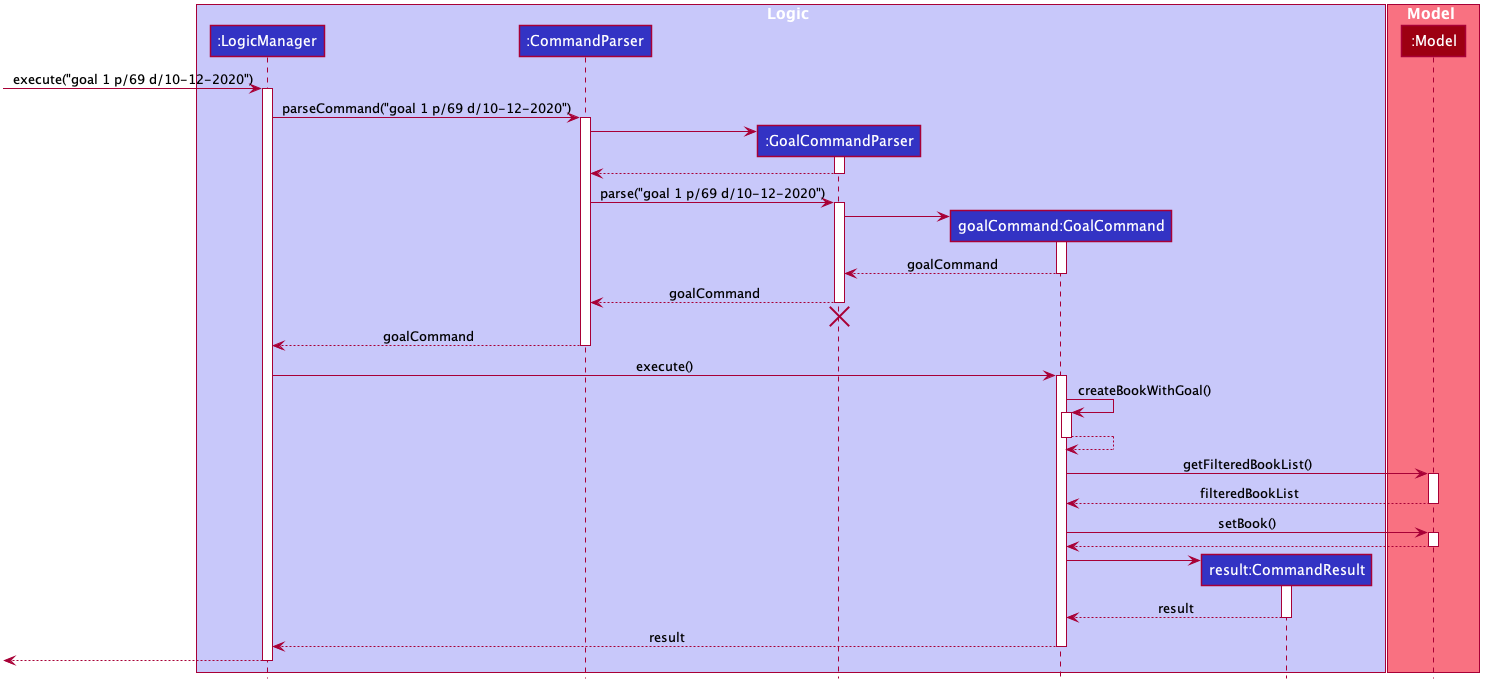 Logic
Model
:LogicManager
:CommandParser
:Model
execute("goal 1 p/69 d/10-12-2020")
parseCommand("goal 1 p/69 d/10-12-2020")
:GoalCommandParser
parse("goal 1 p/69 d/10-12-2020")
goalCommand:GoalCommand
goalCommand
goalCommand
goalCommand
execute()
createBookWithGoal()
getFilteredBookList()
filteredBookList
setBook()
result:CommandResult
result
result